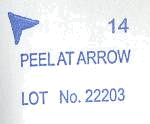 14
PEEL AT ARROW
LOT No. 22203